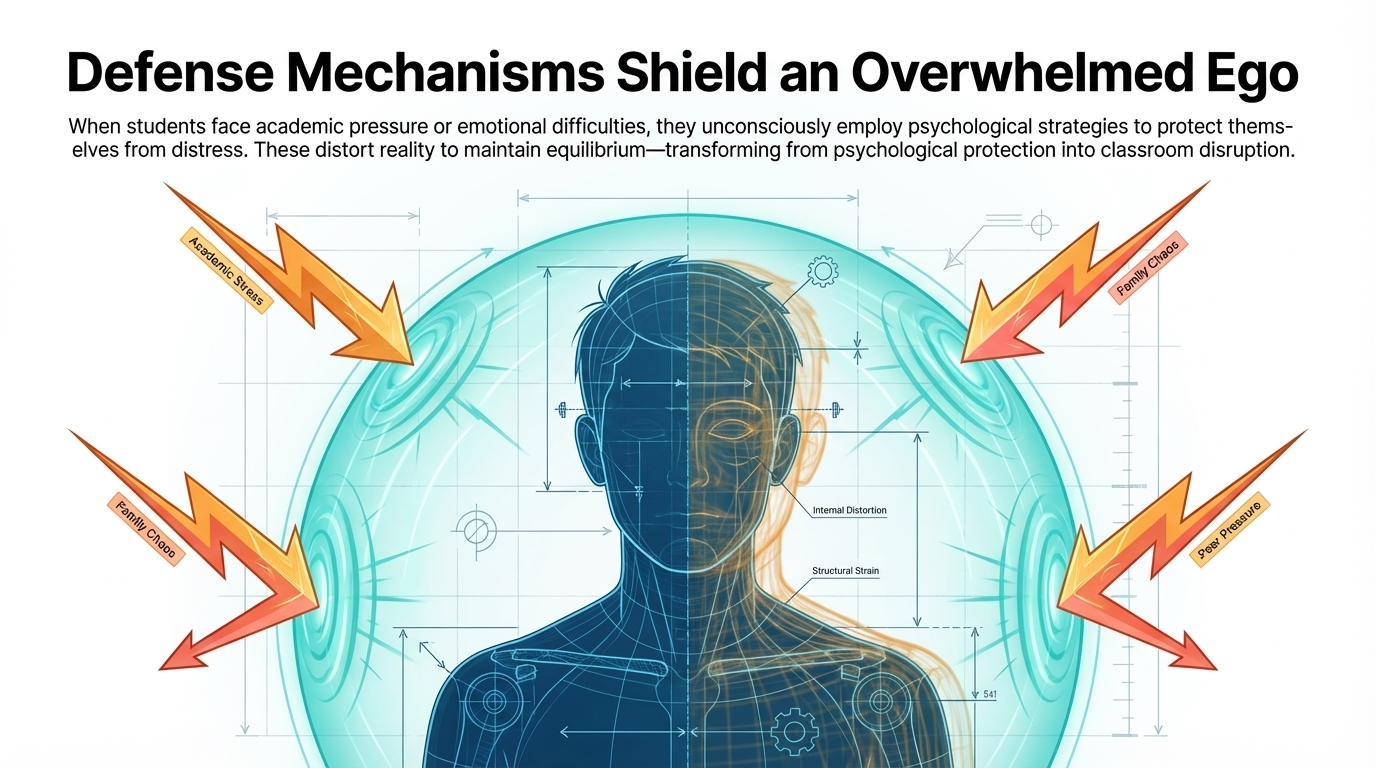 Defense Mechanisms Shield an Overwhelmed Ego
When students face academic pressure or emotional difficulties, they unconsciously employ psychological strategies to protect thems-
elves from distress. These distort reality to maintain equilibrium—transforming from psychological protection into classroom disruption.
Academic Stress
Family Chaos
Family Chaos
Peer Pressure
Internal Distortion
Structural Strain
541